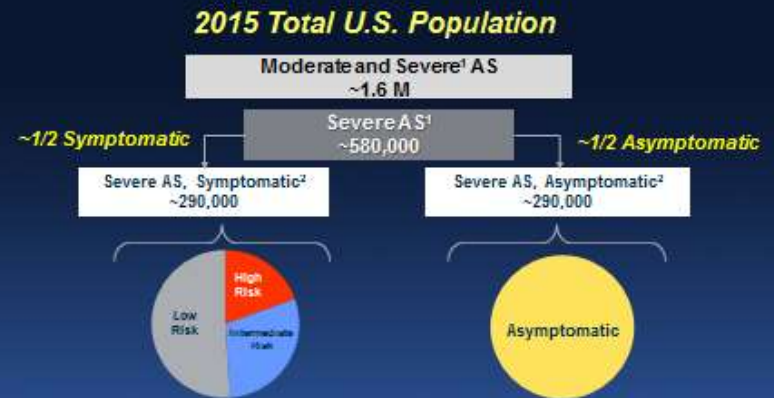 2015 Total U.S. Population
Moderate and Severe¹ AS
~1.6 M
Severe AS¹
~580,000
~1/2 Symptomatic
~1/2 Asymptomatic
Severe AS, Symptomatic²
~290,000
Severe AS, Asymptomatic²
~290,000
High
Risk
Low
Risk
Intermediate
Risk
Asymptomatic